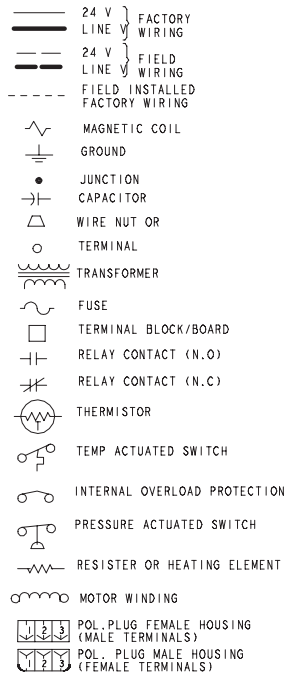 24 V
LINE V
FACTORY
WIRING
24 V
LINE V
FIELD
WIRING
FIELD INSTALLED
FACTORY WIRING
MAGNETIC COIL
GROUND
JUNCTION
CAPACITOR
WIRE NUT OR
TERMINAL
TRANSFORMER
FUSE
TERMINAL BLOCK/BOARD
RELAY CONTACT (N.O)
RELAY CONTACT (N.C)
THERMISTOR
TEMP ACTUATED SWITCH
INTERNAL OVERLOAD PROTECTION
PRESSURE ACTUATED SWITCH
RESISTER OR HEATING ELEMENT
MOTOR WINDING
1 2 3 POL.PLUG FEMALE HOUSING
(MALE TERMINALS)
1 2 3 POL. PLUG MALE HOUSING
(FEMALE TERMINALS)